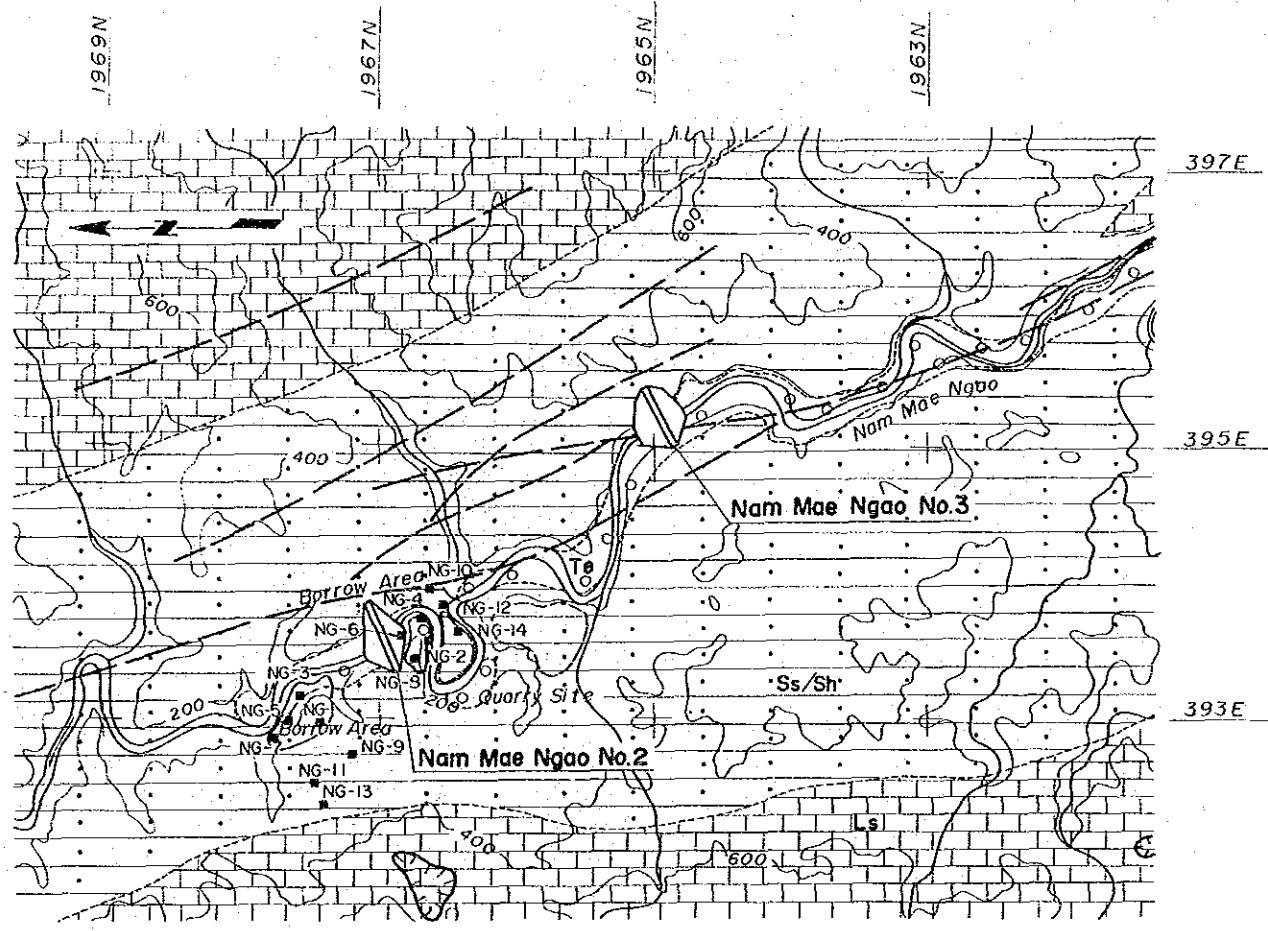 1969N
1967N
1965N
1963N
397E
Z
600
400
600
395E
Nam Mae Ngao
400
Nam Mae Ngao No.3
Te
Borrow Area
NG-10
NG-4
NG-12
NG-6
NG-14
NG-2
NG-3
NG-8
Ss/Sh
200
Quarry Site
200
NG-5
NG-
Borrow Area
393E
NG-7
NG-9
Nam Mae Ngao No.2
NG-11
NG-13
Ls
400
600